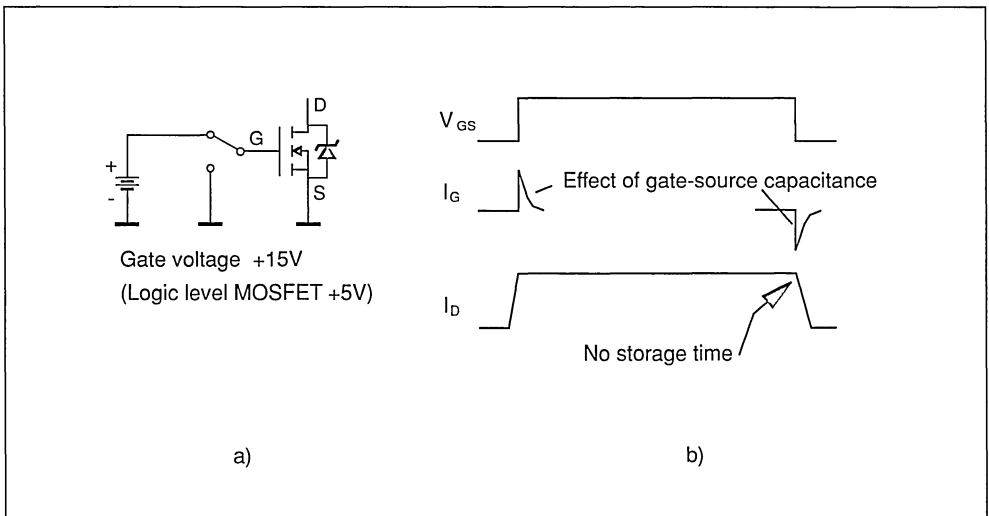 D
G
+
-
S
Gate voltage +15V
(Logic level MOSFET +5V)
a)
V GS
I G
Effect of gate-source capacitance
I D
No storage time
b)